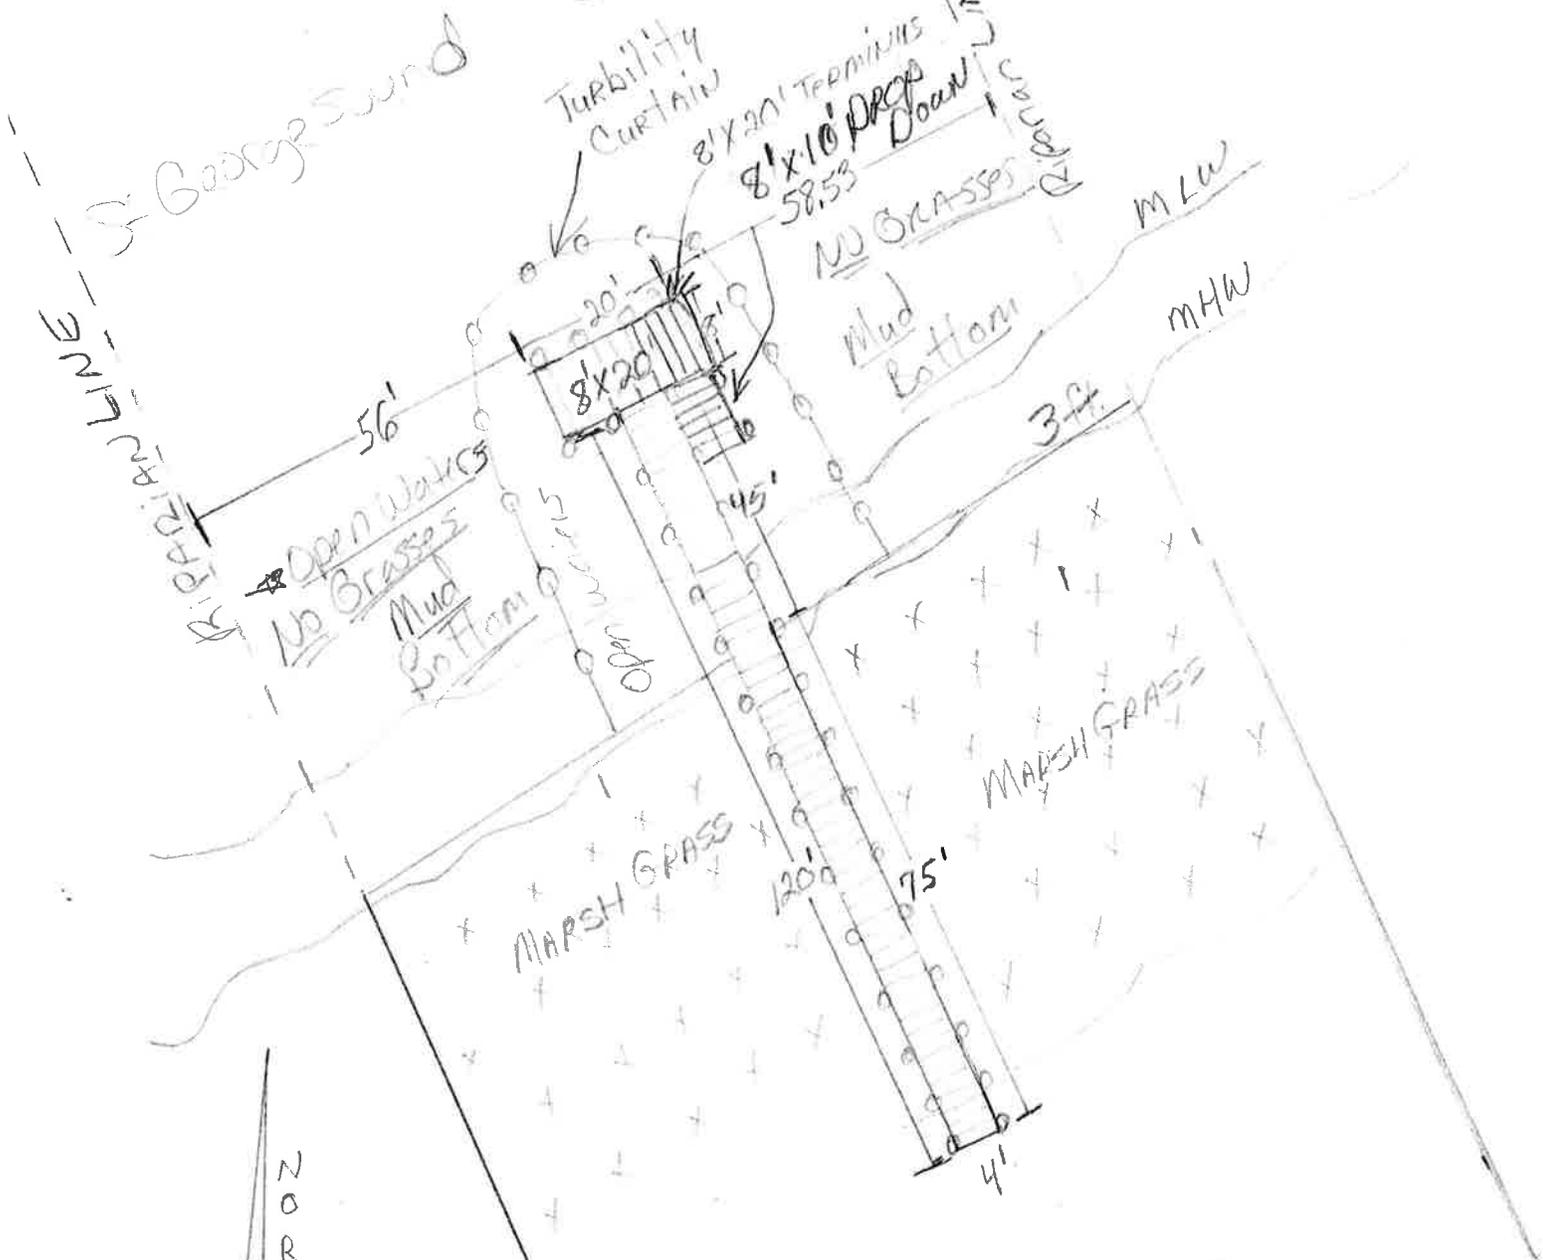 St George Sound
Turbility
Curtain
8'X20' Terminus
8'X10' Drop
Down
58.53
No Grasses
Mud
Bottom
MLW
MHW
RIPARIAN LINE
20'
8'
8'X20'
56'
3 ft.
45'
Open Waters
No Grasses
Mud
Bottom
Open Waters
MARSH GRASS
MARSH GRASS
120'
75'
4'
N
O
R